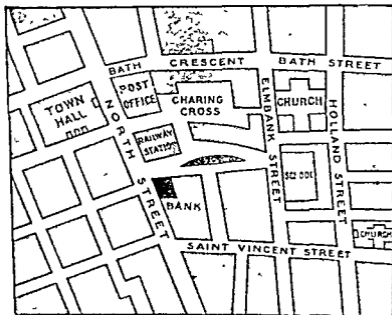 BATH CRESCENT BATH STREET
POST OFFICE
CHARING CROSS
ELMBANK STREET
CHURCH
HOLLAND STREET
TOWN HALL
NORTH STREET
RAILWAY STATION
BANK
SAINT VINCENT STREET
CHURCH